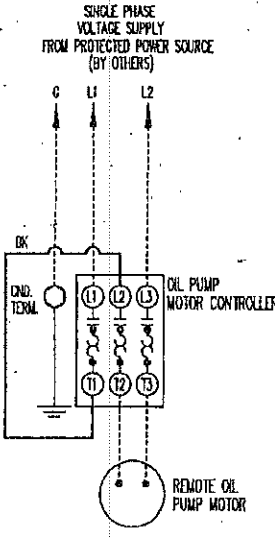 SINGLE PHASE
VOLTAGE SUPPLY
FROM PROTECTED POWER SOURCE
(BY OTHERS)
G L1 L2
BK
GND.
TERM.
L1 L2 L3
OIL PUMP
MOTOR CONTROLLER
T1 T2 T3
REMOTE OIL
PUMP MOTOR